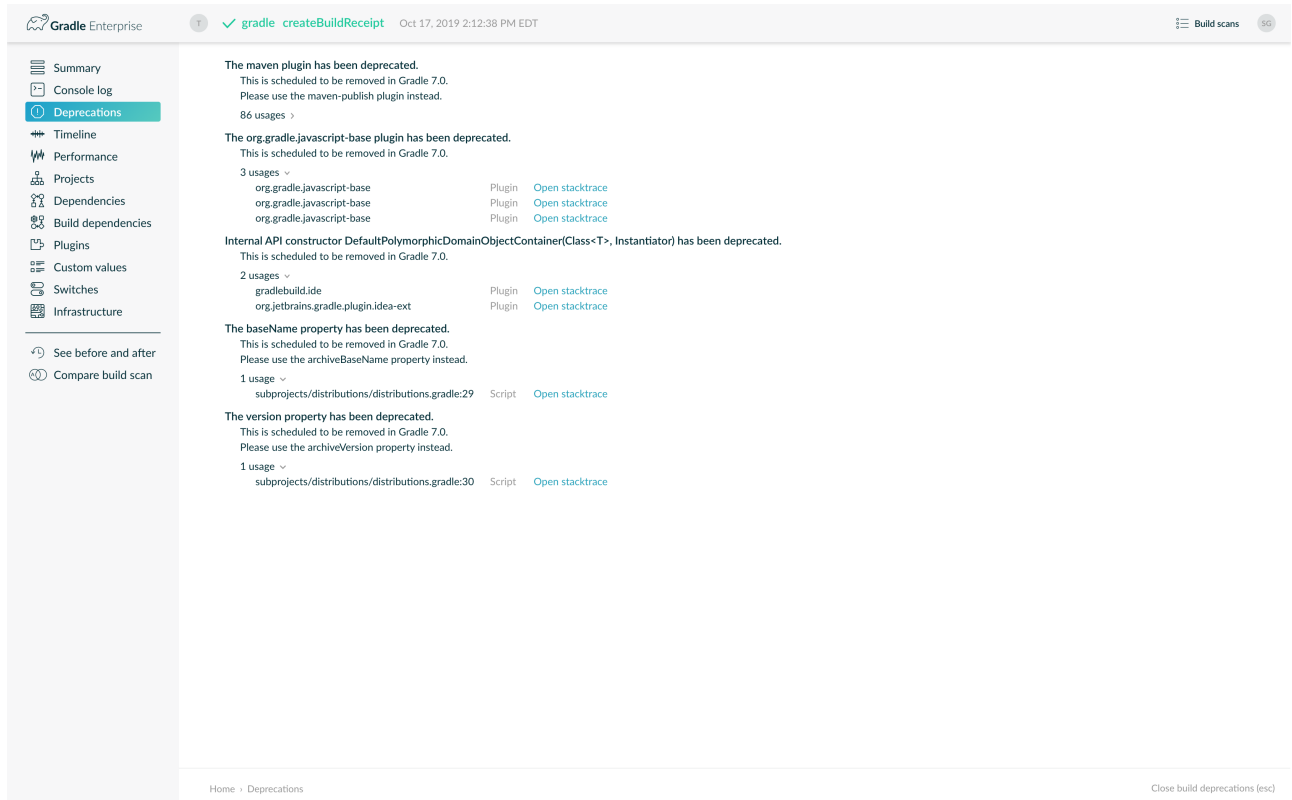 Gradle Enterprise
T
gradle createBuildReceipt Oct 17, 2019 2:12:38 PM EDT
Build scans
SG
Summary
Console log
Deprecations
Timeline
Performance
Projects
Dependencies
Build dependencies
Plugins
Custom values
Switches
Infrastructure
See before and after
Compare build scan
The maven plugin has been deprecated.
This is scheduled to be removed in Gradle 7.0.
Please use the maven-publish plugin instead.
86 usages
The org.gradle.javascript-base plugin has been deprecated.
This is scheduled to be removed in Gradle 7.0.
3 usages
org.gradle.javascript-base Plugin Open stacktrace
org.gradle.javascript-base Plugin Open stacktrace
org.gradle.javascript-base Plugin Open stacktrace
Internal API constructor DefaultPolymorphicDomainObjectContainer(Class<T>, Instantiator) has been deprecated.
This is scheduled to be removed in Gradle 7.0.
2 usages
gradlebuild.ide Plugin Open stacktrace
org.jetbrains.gradle.plugin.idea-ext Plugin Open stacktrace
The baseName property has been deprecated.
This is scheduled to be removed in Gradle 7.0.
Please use the archiveBaseName property instead.
1 usage
subprojects/distributions/distributions.gradle:29 Script Open stacktrace
The version property has been deprecated.
This is scheduled to be removed in Gradle 7.0.
Please use the archiveVersion property instead.
1 usage
subprojects/distributions/distributions.gradle:30 Script Open stacktrace
Home › Deprecations
Close build deprecations (esc)